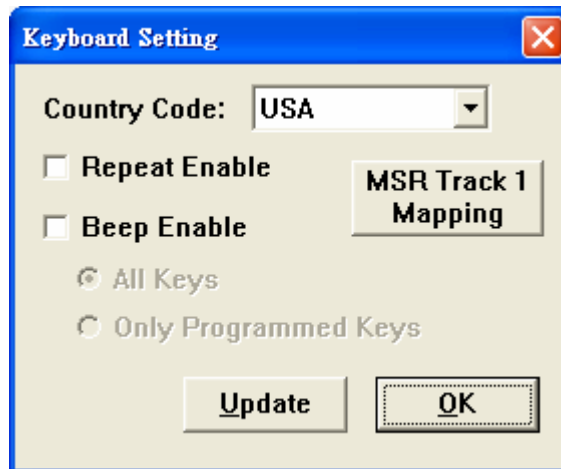 Keyboard Setting
Country Code: USA
Repeat Enable
MSR Track 1
Mapping
Beep Enable
All Keys
Only Programmed Keys
Update OK